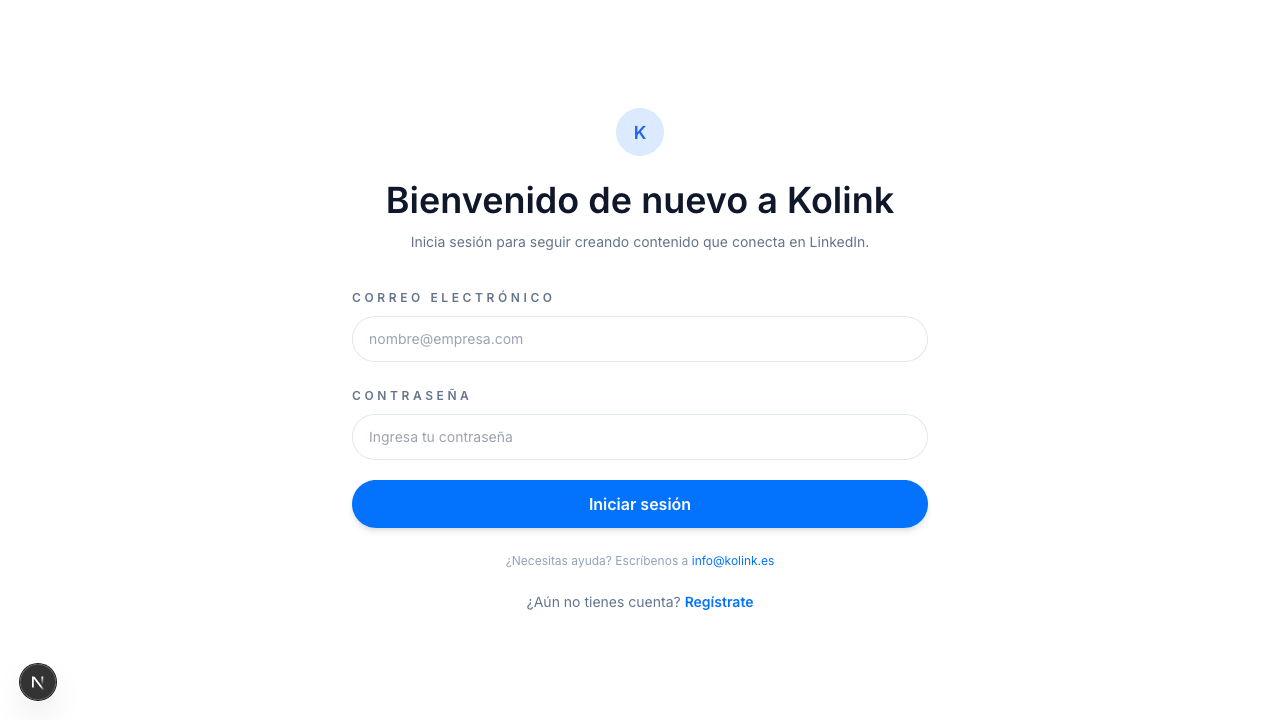 K
Bienvenido de nuevo a Kolink
Inicia sesión para seguir creando contenido que conecta en LinkedIn.
CORREO ELECTRÓNICO
nombre@empresa.com
CONTRASEÑA
Ingresa tu contraseña
Iniciar sesión
¿Necesitas ayuda? Escríbenos a info@kolink.es
¿Aún no tienes cuenta? Regístrate
N